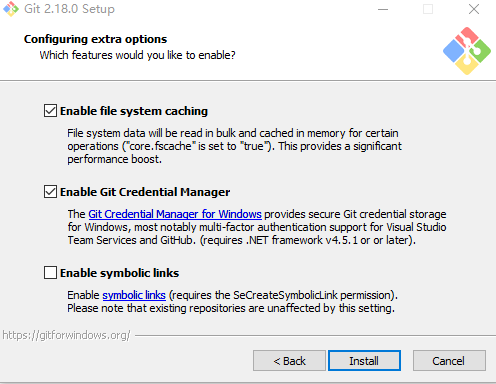 Git 2.18.0 Setup
Configuring extra options
Which features would you like to enable?
Enable file system caching
File system data will be read in bulk and cached in memory for certain
operations ("core.fscache" is set to "true"). This provides a significant
performance boost.
Enable Git Credential Manager
The Git Credential Manager for Windows provides secure Git credential storage
for Windows, most notably multi-factor authentication support for Visual Studio
Team Services and GitHub. (requires .NET framework v4.5.1 or or later).
Enable symbolic links
Enable symbolic links (requires the SeCreateSymbolicLink permission).
Please note that existing repositories are unaffected by this setting.
https://gitforwindows.org/
< Back Install Cancel